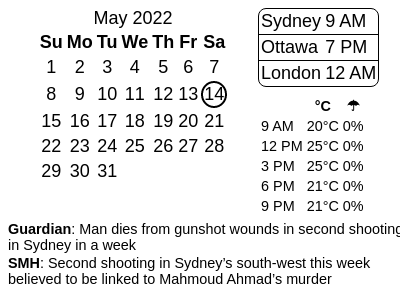 May 2022
Su Mo Tu We Th Fr Sa
1 2 3 4 5 6 7
8 9 10 11 12 13 14
15 16 17 18 19 20 21
22 23 24 25 26 27 28
29 30 31
Sydney 9 AM
Ottawa 7 PM
London 12 AM
°C ☂
9 AM 20°C 0%
12 PM 25°C 0%
3 PM 25°C 0%
6 PM 21°C 0%
9 PM 21°C 0%
Guardian: Man dies from gunshot wounds in second shooting
in Sydney in a week
SMH: Second shooting in Sydney’s south-west this week
believed to be linked to Mahmoud Ahmad’s murder